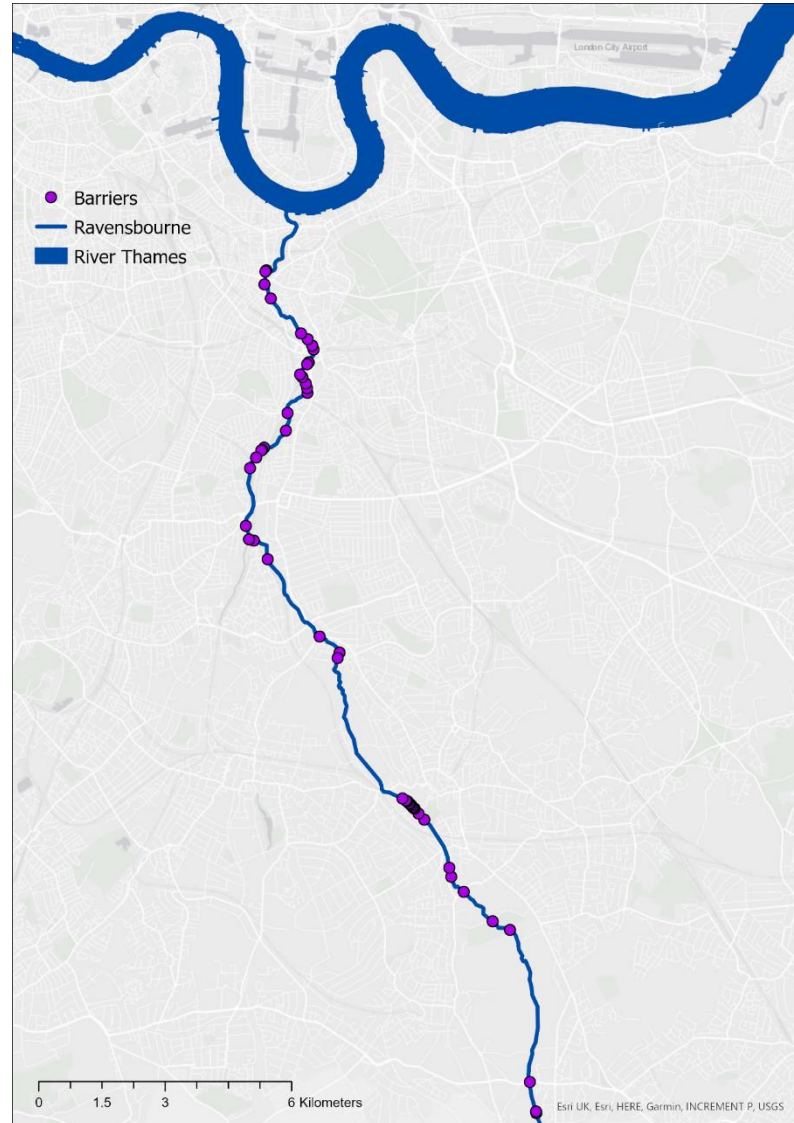 London City Airport
Barriers
Ravensbourne
River Thames
0 1.5 3 6 Kilometers
Esri UK, Esri, HERE, Garmin, INCREMENT P, USGS